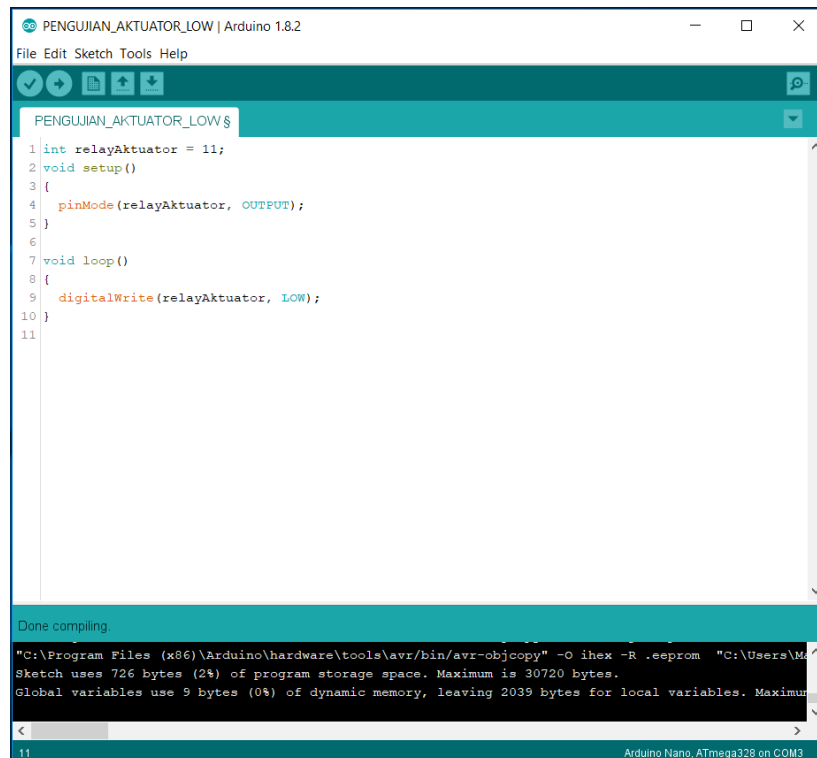 PENGUJIAN_AKTUATOR_LOW | Arduino 1.8.2
File Edit Sketch Tools Help
PENGUJIAN_AKTUATOR_LOW §
1 int relayAktuator = 11;
2 void setup()
3 {
4   pinMode(relayAktuator, OUTPUT);
5 }
6
7 void loop()
8 {
9   digitalWrite(relayAktuator, LOW);
10 }
11
Done compiling.
"C:\Program Files (x86)\Arduino\hardware\tools\avr/bin/avr-objcopy" -O ihex -R .eeprom  "C:\Users\Ma
Sketch uses 726 bytes (2%) of program storage space. Maximum is 30720 bytes.
Global variables use 9 bytes (0%) of dynamic memory, leaving 2039 bytes for local variables. Maximum
11 Arduino Nano, ATmega328 on COM3